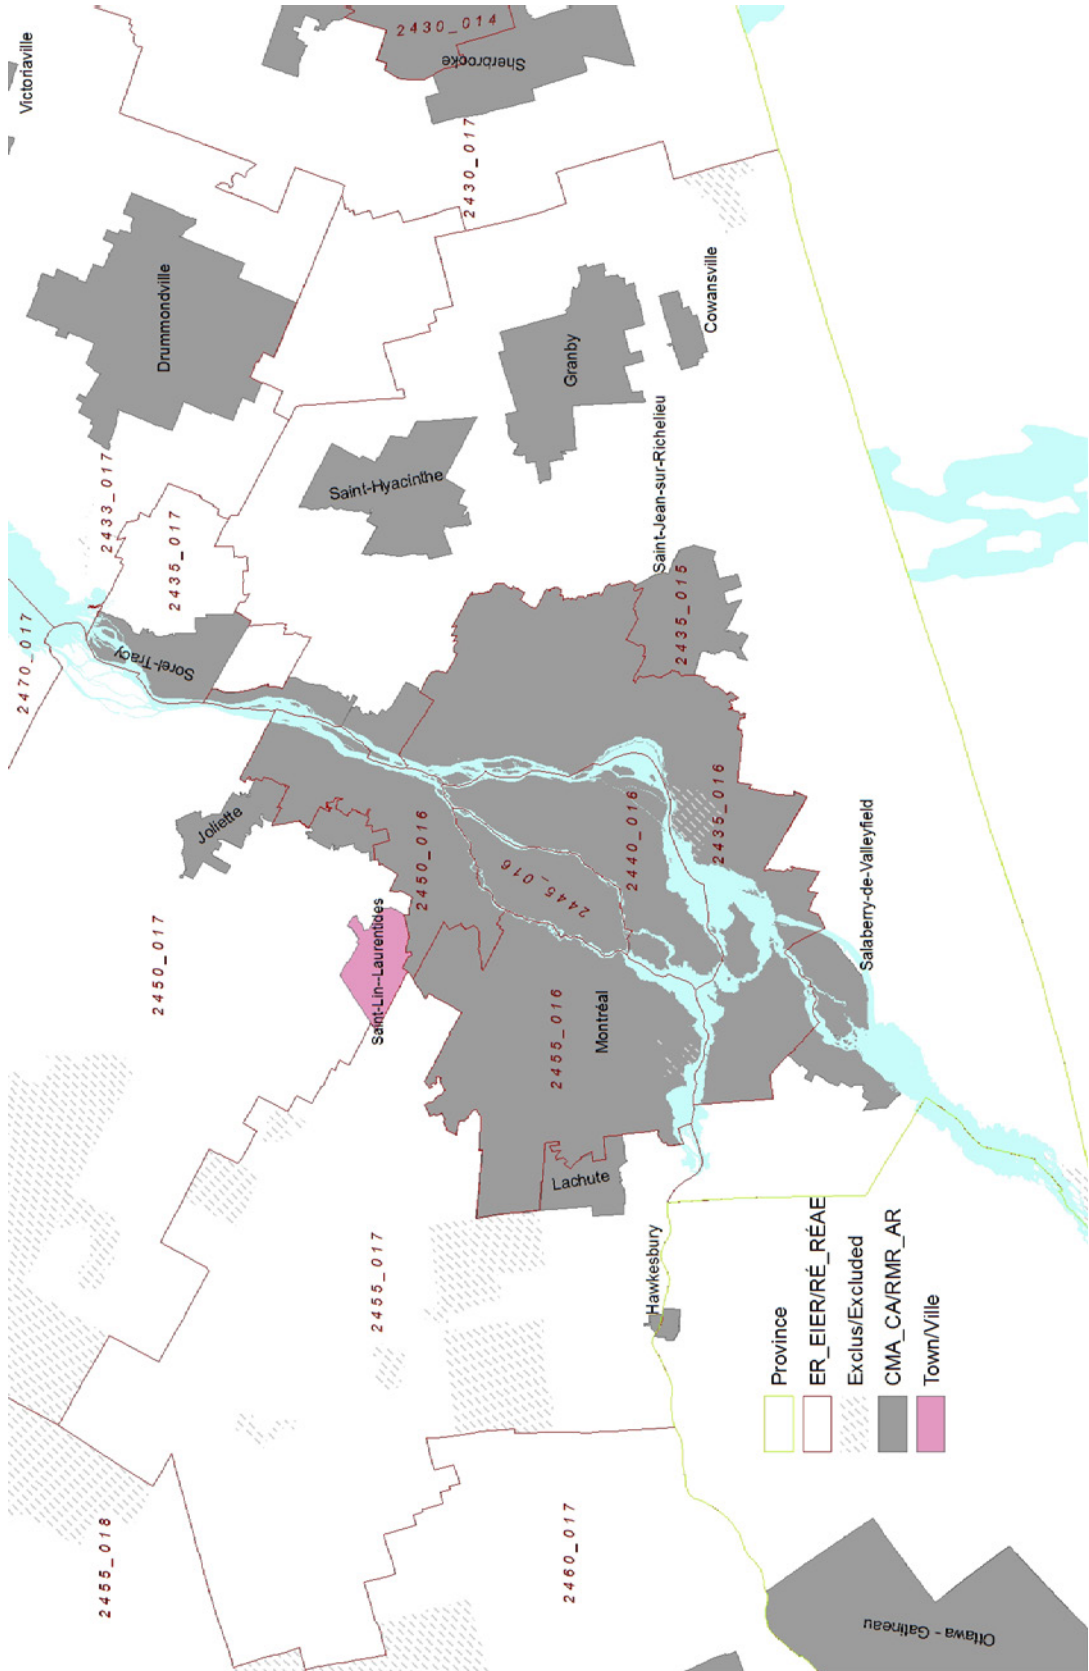 Victoriaville
2430_014
Sherbrooke
2430_017
Drummondville
Granby
Cowansville
Saint-Hyacinthe
Saint-Jean-sur-Richelieu
2433_017
2435_017
2435_015
2470_017
Sorel-Tracy
Joliette
2450_016
2445_016
2440_016
2435_016
Salaberry-de-Valleyfield
2450_017
Saint-Lin--Laurentides
2455_016
Montréal
Lachute
2455_017
Hawkesbury
2455_018
2460_017
Ottawa - Gatineau
Province
ER_EIER/RÉ_RÉAE
Exclus/Excluded
CMA_CA/RMR_AR
Town/Ville